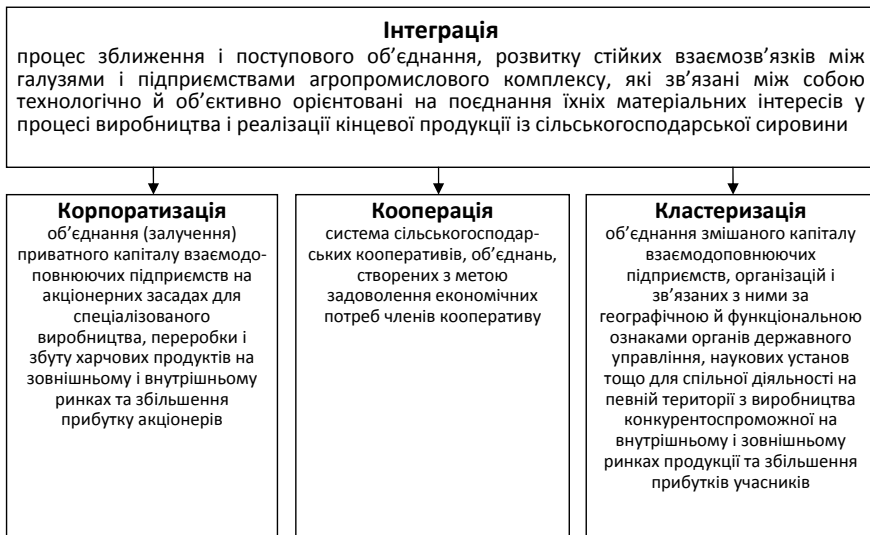 Інтеграція
процес зближення і поступового об’єднання, розвитку стійких взаємозв’язків між
галузями і підприємствами агропромислового комплексу, які зв’язані між собою
технологічно й об’єктивно орієнтовані на поєднання їхніх матеріальних інтересів у
процесі виробництва і реалізації кінцевої продукції із сільськогосподарської сировини
Корпоратизація
об’єднання (залучення)
приватного капіталу взаємодо-
повнюючих підприємств на
акціонерних засадах для
спеціалізованого
виробництва, переробки і
збуту харчових продуктів на
зовнішньому і внутрішньому
ринках та збільшення
прибутку акціонерів
Кооперація
система сільськогосподар-
ських кооперативів, об’єднань,
створених з метою
задоволення економічних
потреб членів кооперативу
Кластеризація
об’єднання змішаного капіталу
взаємодоповнюючих
підприємств, організацій і
зв’язаних з ними за
географічною й функціональною
ознаками органів державного
управління, наукових установ
тощо для спільної діяльності на
певній території з виробництва
конкурентоспроможної на
внутрішньому і зовнішньому
ринках продукції та збільшення
прибутків учасників